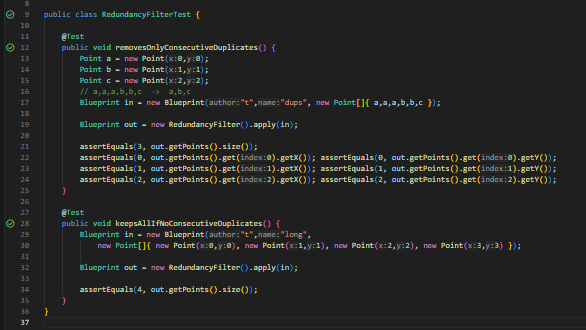 8
9 public class RedundancyFilterTest {
10
11 @Test
12 public void removesOnlyConsecutiveDuplicates() {
13 Point a = new Point(x:0,y:0);
14 Point b = new Point(x:1,y:1);
15 Point c = new Point(x:2,y:2);
16 // a,a,a,b,b,c -> a,b,c
17 Blueprint in = new Blueprint(author:"t",name:"dups", new Point[]{ a,a,a,b,b,c });
18
19 Blueprint out = new RedundancyFilter().apply(in);
20
21 assertEquals(3, out.getPoints().size());
22 assertEquals(0, out.getPoints().get(index:0).getX()); assertEquals(0, out.getPoints().get(index:0).getY());
23 assertEquals(1, out.getPoints().get(index:1).getX()); assertEquals(1, out.getPoints().get(index:1).getY());
24 assertEquals(2, out.getPoints().get(index:2).getX()); assertEquals(2, out.getPoints().get(index:2).getY());
25 }
26
27 @Test
28 public void keepsAllIfNoConsecutiveDuplicates() {
29 Blueprint in = new Blueprint(author:"t",name:"long",
30 new Point[]{ new Point(x:0,y:0), new Point(x:1,y:1), new Point(x:2,y:2), new Point(x:3,y:3) });
31
32 Blueprint out = new RedundancyFilter().apply(in);
33
34 assertEquals(4, out.getPoints().size());
35 }
36 }
37